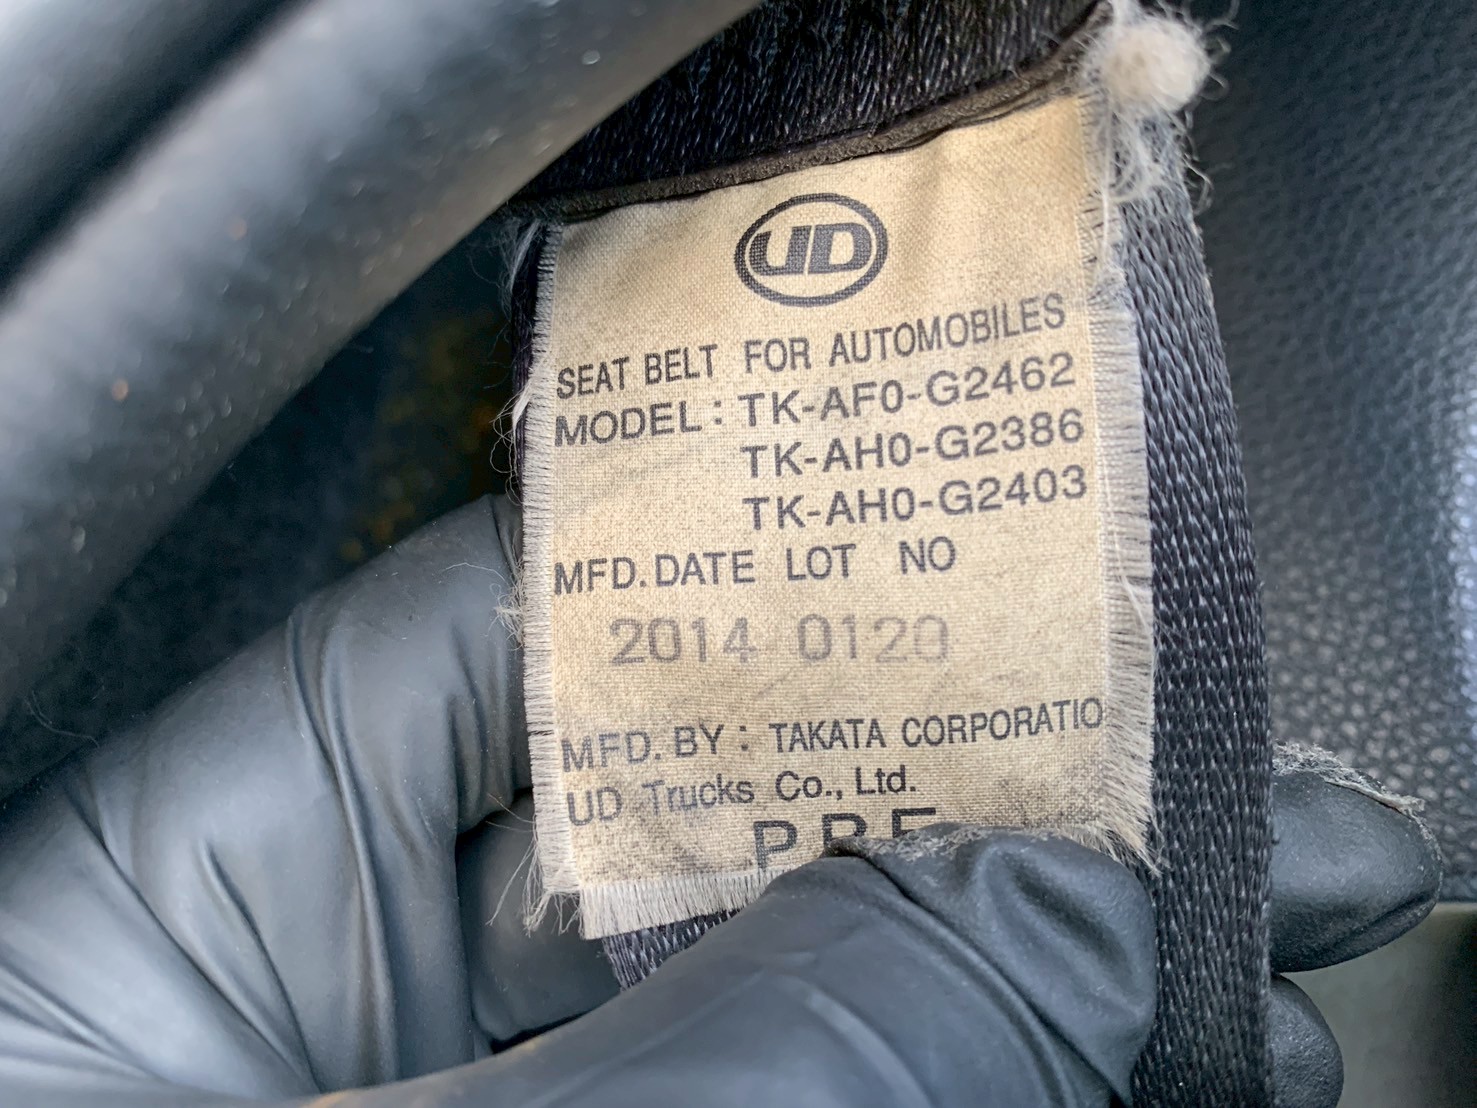 UD
SEAT BELT FOR AUTOMOBILES
MODEL: TK-AF0-G2462
TK-AH0-G2386
TK-AH0-G2403
MFD. DATE LOT NO
2014 0120
MFD. BY: TAKATA CORPORATIO
UD Trucks Co., Ltd.